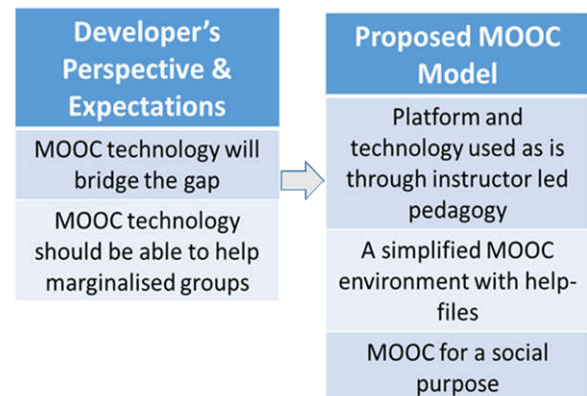 Developer's
Perspective &
Expectations
MOOC technology will
bridge the gap
MOOC technology
should be able to help
marginalised groups
Proposed MOOC
Model
Platform and
technology used as is
through instructor led
pedagogy
A simplified MOOC
environment with help-
files
MOOC for a social
purpose